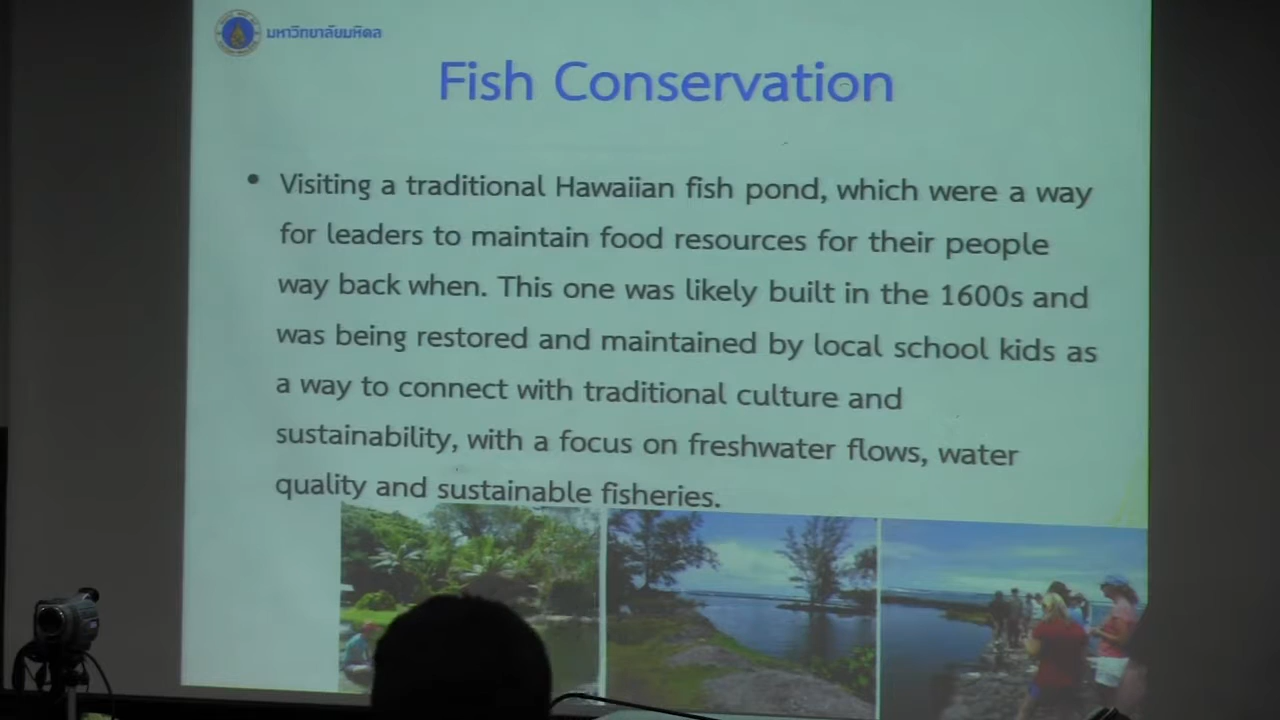 มหาวิทยาลัยมหิดล
Fish Conservation
• Visiting a traditional Hawaiian fish pond, which were a way
for leaders to maintain food resources for their people
way back when. This one was likely built in the 1600s and
was being restored and maintained by local school kids as
a way to connect with traditional culture and
sustainability, with a focus on freshwater flows, water
quality and sustainable fisheries.